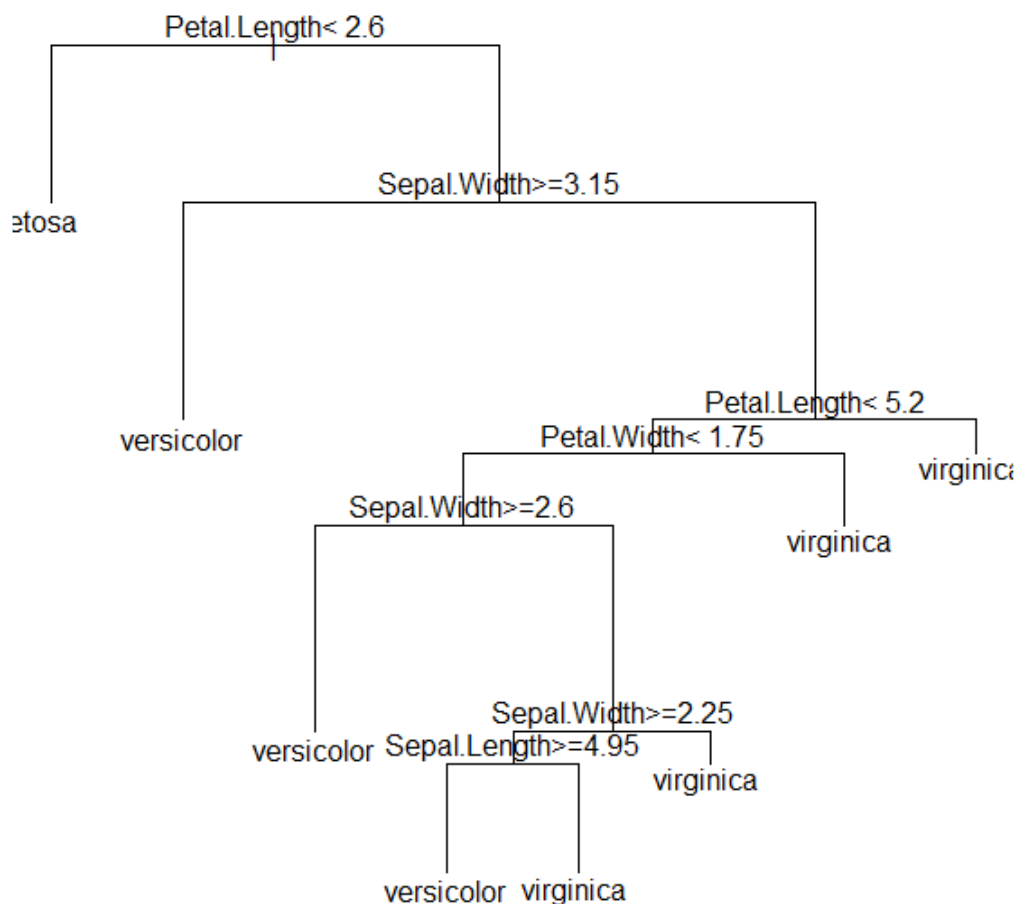 Petal.Length< 2.6
Sepal.Width>=3.15
etosa
Petal.Length< 5.2
versicolor
Petal.Width< 1.75
virginica
Sepal.Width>=2.6
virginica
Sepal.Width>=2.25
versicolor
Sepal.Length>=4.95
virginica
versicolor
virginica